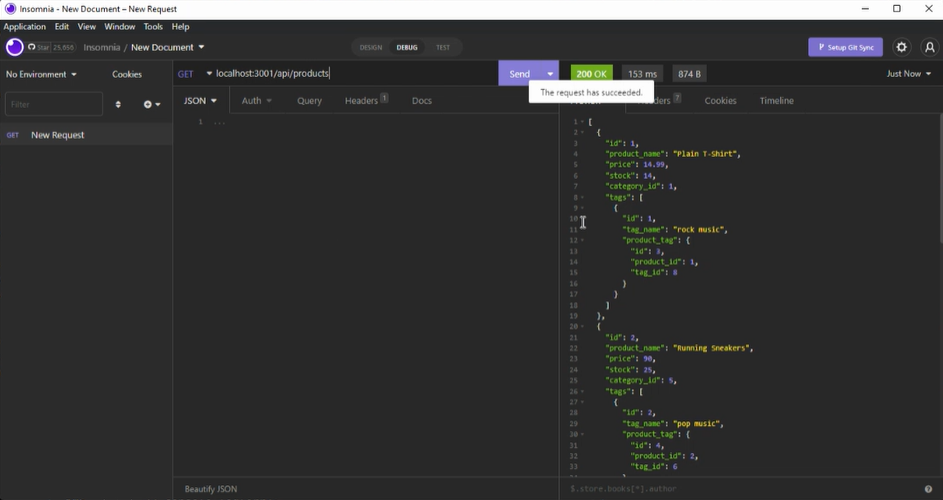 Insomnia - New Document – New Request
Application Edit View Window Tools Help
Star 25,656 Insomnia / New Document DESIGN DEBUG TEST Setup Git Sync
No Environment Cookies
GET localhost:3001/api/products Send 200 OK 153 ms 874 B Just Now
The request has succeeded.
Filter
JSON Auth Query Headers 1 Docs
Headers 7 Cookies Timeline
GET New Request
1 ...
1 [
2 {
3 "id": 1,
4 "product_name": "Plain T-Shirt",
5 "price": 14.99,
6 "stock": 14,
7 "category_id": 1,
8 "tags": [
9 {
10 "id": 1,
11 "tag_name": "rock music",
12 "product_tag": {
13 "id": 3,
14 "product_id": 1,
15 "tag_id": 8
16 }
17 }
18 ]
19 },
20 {
21 "id": 2,
22 "product_name": "Running Sneakers",
23 "price": 90,
24 "stock": 25,
25 "category_id": 5,
26 "tags": [
27 {
28 "id": 2,
29 "tag_name": "pop music",
30 "product_tag": {
31 "id": 4,
32 "product_id": 2,
33 "tag_id": 6
Beautify JSON
$.store.books[*].author